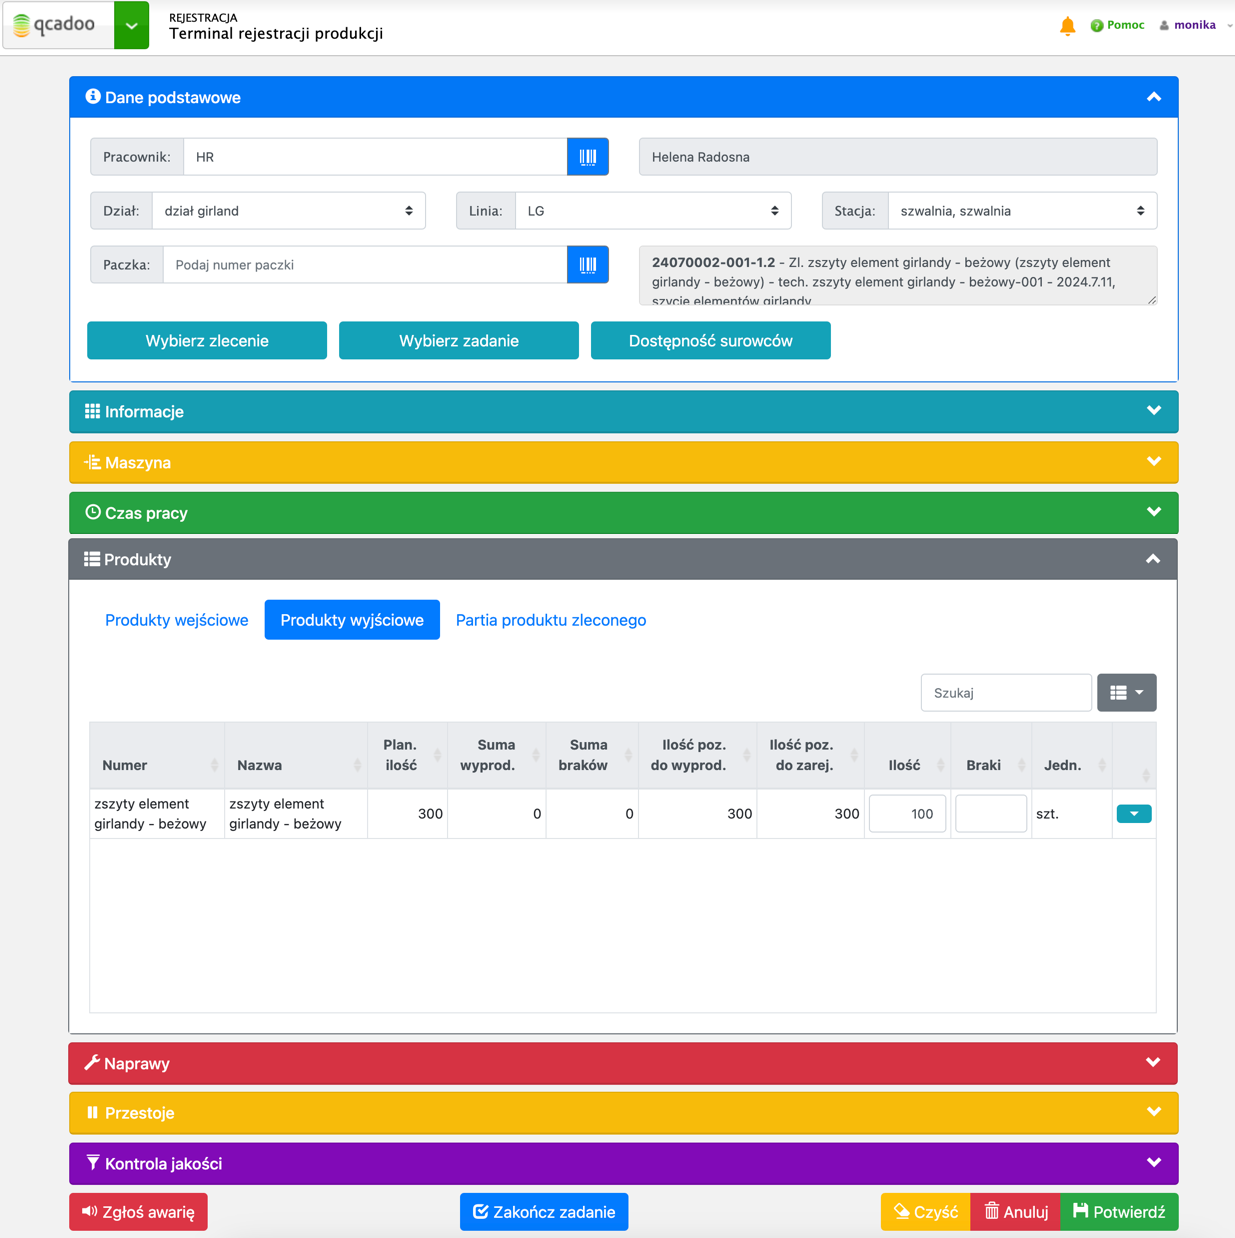 qcadoo
REJESTRACJA
Terminal rejestracji produkcji
Pomoc
monika
Dane podstawowe
Pracownik: HR
Helena Radosna
Dział: dział girland
Linia: LG
Stacja: szwalnia, szwalnia
Paczka: Podaj numer paczki
24070002-001-1.2 - Zl. zszyty element girlandy - beżowy (zszyty element
girlandy - beżowy) - tech. zszyty element girlandy - beżowy-001 - 2024.7.11,
szycie elementów girlandy
Wybierz zlecenie
Wybierz zadanie
Dostępność surowców
Informacje
Maszyna
Czas pracy
Produkty
Produkty wejściowe
Produkty wyjściowe
Partia produktu zleconego
Szukaj
Numer
Nazwa
Plan.
ilość
Suma
wyprod.
Suma
braków
Ilość poz.
do wyprod.
Ilość poz.
do zarej.
Ilość
Braki
Jedn.
zszyty element
girlandy - beżowy
zszyty element
girlandy - beżowy
300
0
0
300
300
100
szt.
Naprawy
Przestoje
Kontrola jakości
Zgłoś awarię
Zakończ zadanie
Czyść
Anuluj
Potwierdź